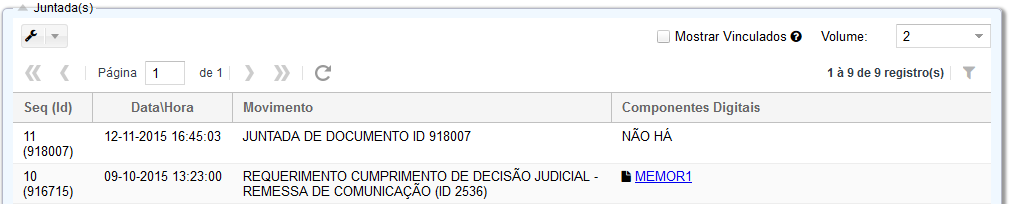 Juntada(s)
Mostrar Vinculados ? Volume: 2
Página 1 de 1 1 à 9 de 9 registro(s)
Seq (Id) Data\Hora Movimento Componentes Digitais
11 (918007) 12-11-2015 16:45:03 JUNTADA DE DOCUMENTO ID 918007 NÃO HÁ
10 (916715) 09-10-2015 13:23:00 REQUERIMENTO CUMPRIMENTO DE DECISÃO JUDICIAL -
REMESSA DE COMUNICAÇÃO (ID 2536) MEMOR1